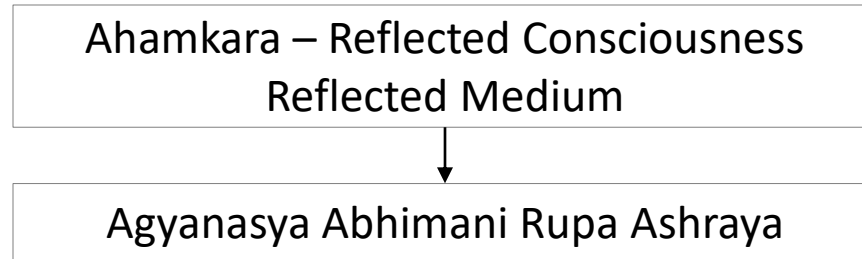 Ahamkara – Reflected Consciousness
Reflected Medium
Agyanasya Abhimani Rupa Ashraya